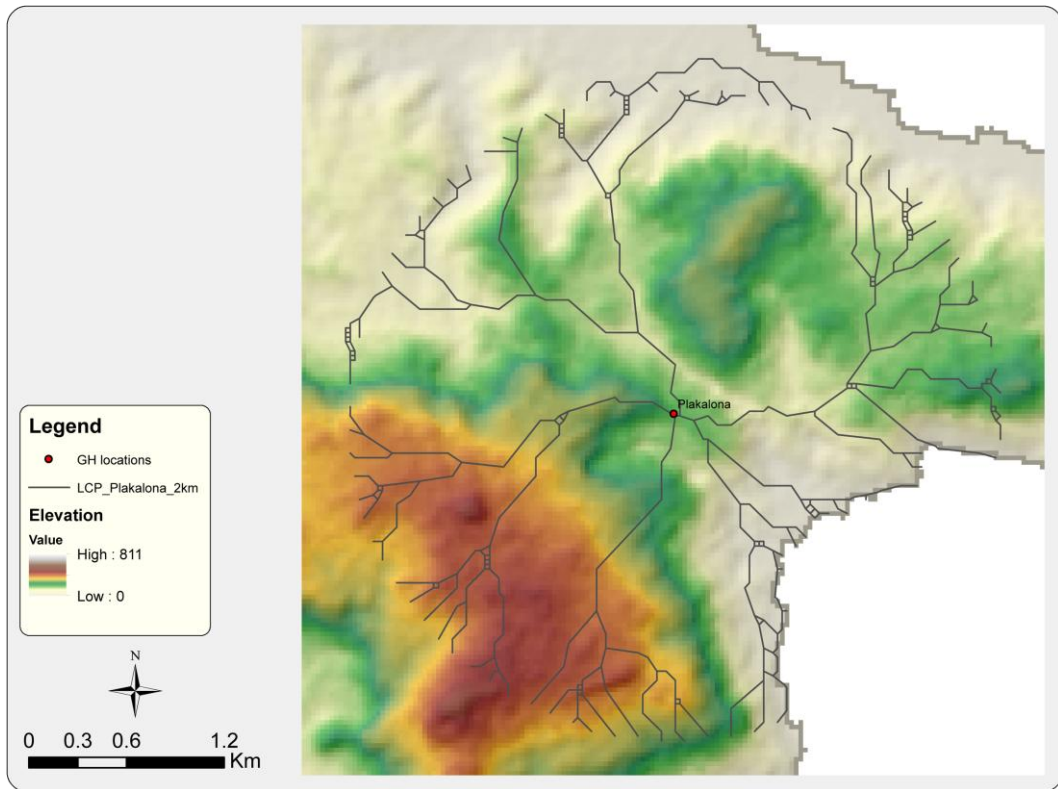 Plakalona
Legend
GH locations
LCP_Plakalona_2km
Elevation
Value
High : 811
Low : 0
N
0 0.3 0.6 1.2
Km